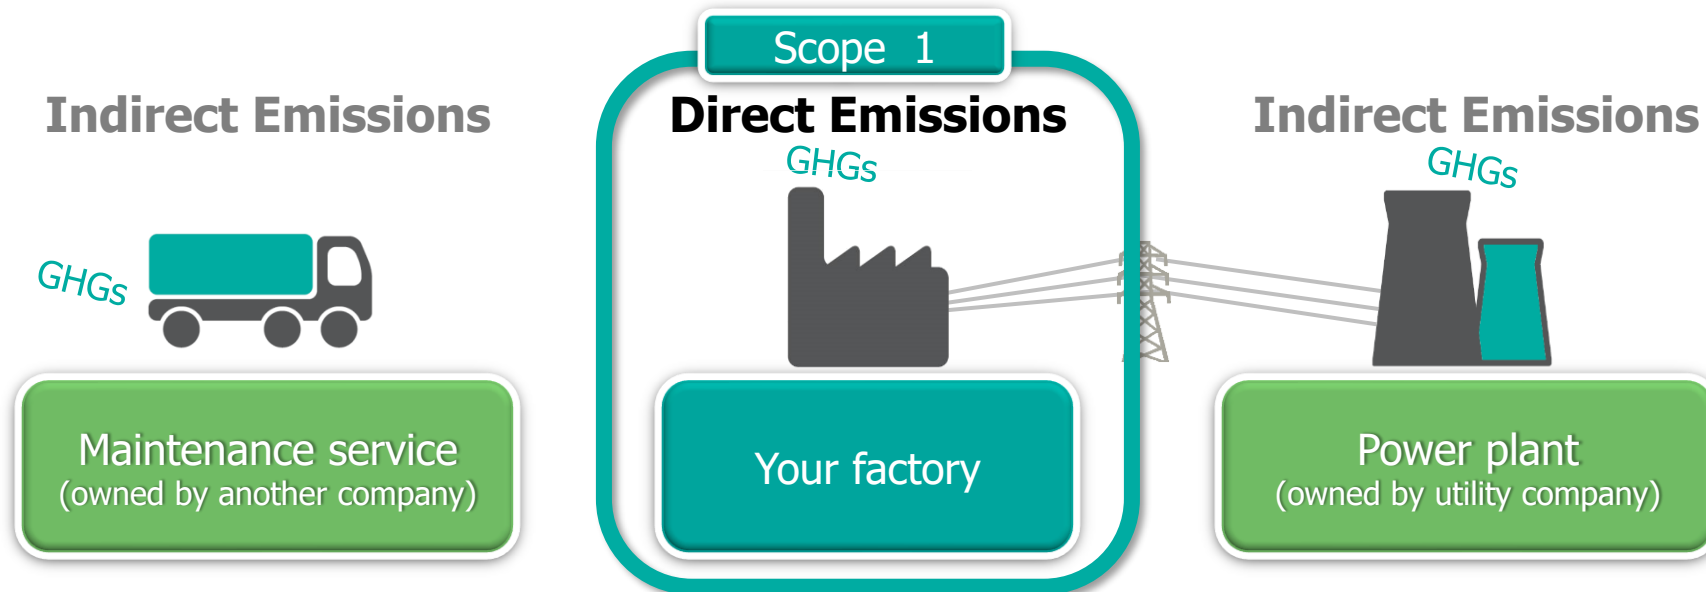 Scope 1
Indirect Emissions
Direct Emissions
Indirect Emissions
GHGs
GHGs
GHGs
Maintenance service
(owned by another company)
Your factory
Power plant
(owned by utility company)